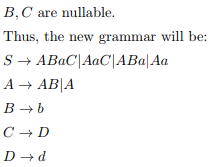 B, C are nullable.
Thus, the new grammar will be:
S → ABaC|AaC|ABa|Aa
A → AB|A
B → b
C → D
D → d